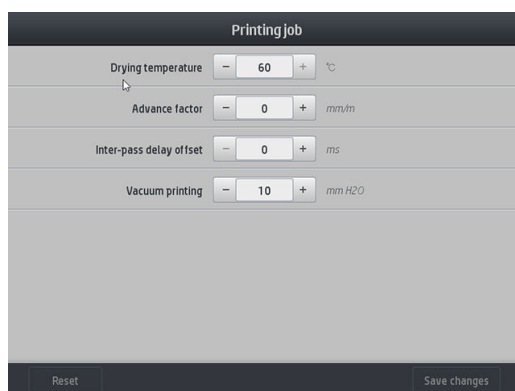 Printing job
Drying temperature − 60 + °C
Advance factor − 0 + mm/m
Inter-pass delay offset − 0 + ms
Vacuum printing − 10 + mm H2O
Reset Save changes